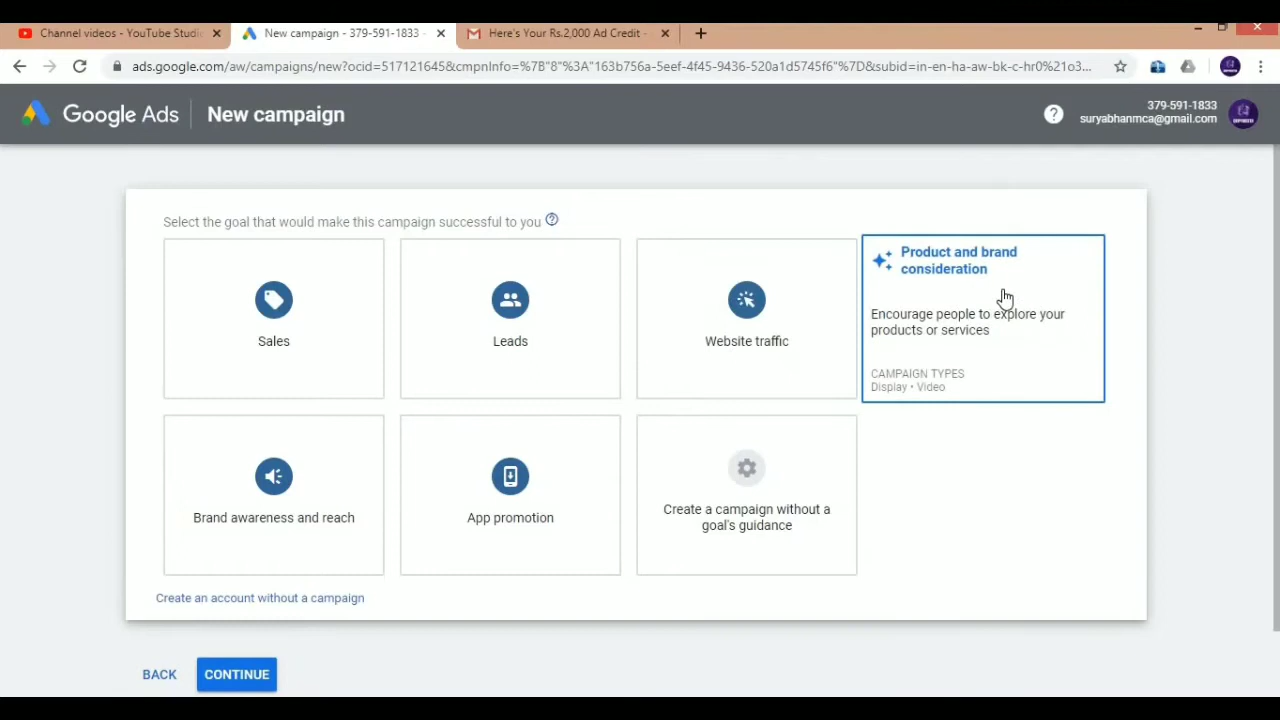 Channel videos - YouTube Studio
New campaign - 379-591-1833 -
Here's Your Rs.2,000 Ad Credit -
ads.google.com/aw/campaigns/new?ocid=517121645&cmpnInfo=%7B"8"%3A"163b756a-5eef-4f45-9436-520a1d5745f6"%7D&subid=in-en-ha-aw-bk-c-hr0%21o3...
Google Ads
New campaign
379-591-1833
suryabhanmca@gmail.com
Select the goal that would make this campaign successful to you
Sales
Leads
Website traffic
Product and brand
consideration
Encourage people to explore your
products or services
CAMPAIGN TYPES
Display • Video
Brand awareness and reach
App promotion
Create a campaign without a
goal's guidance
Create an account without a campaign
BACK
CONTINUE